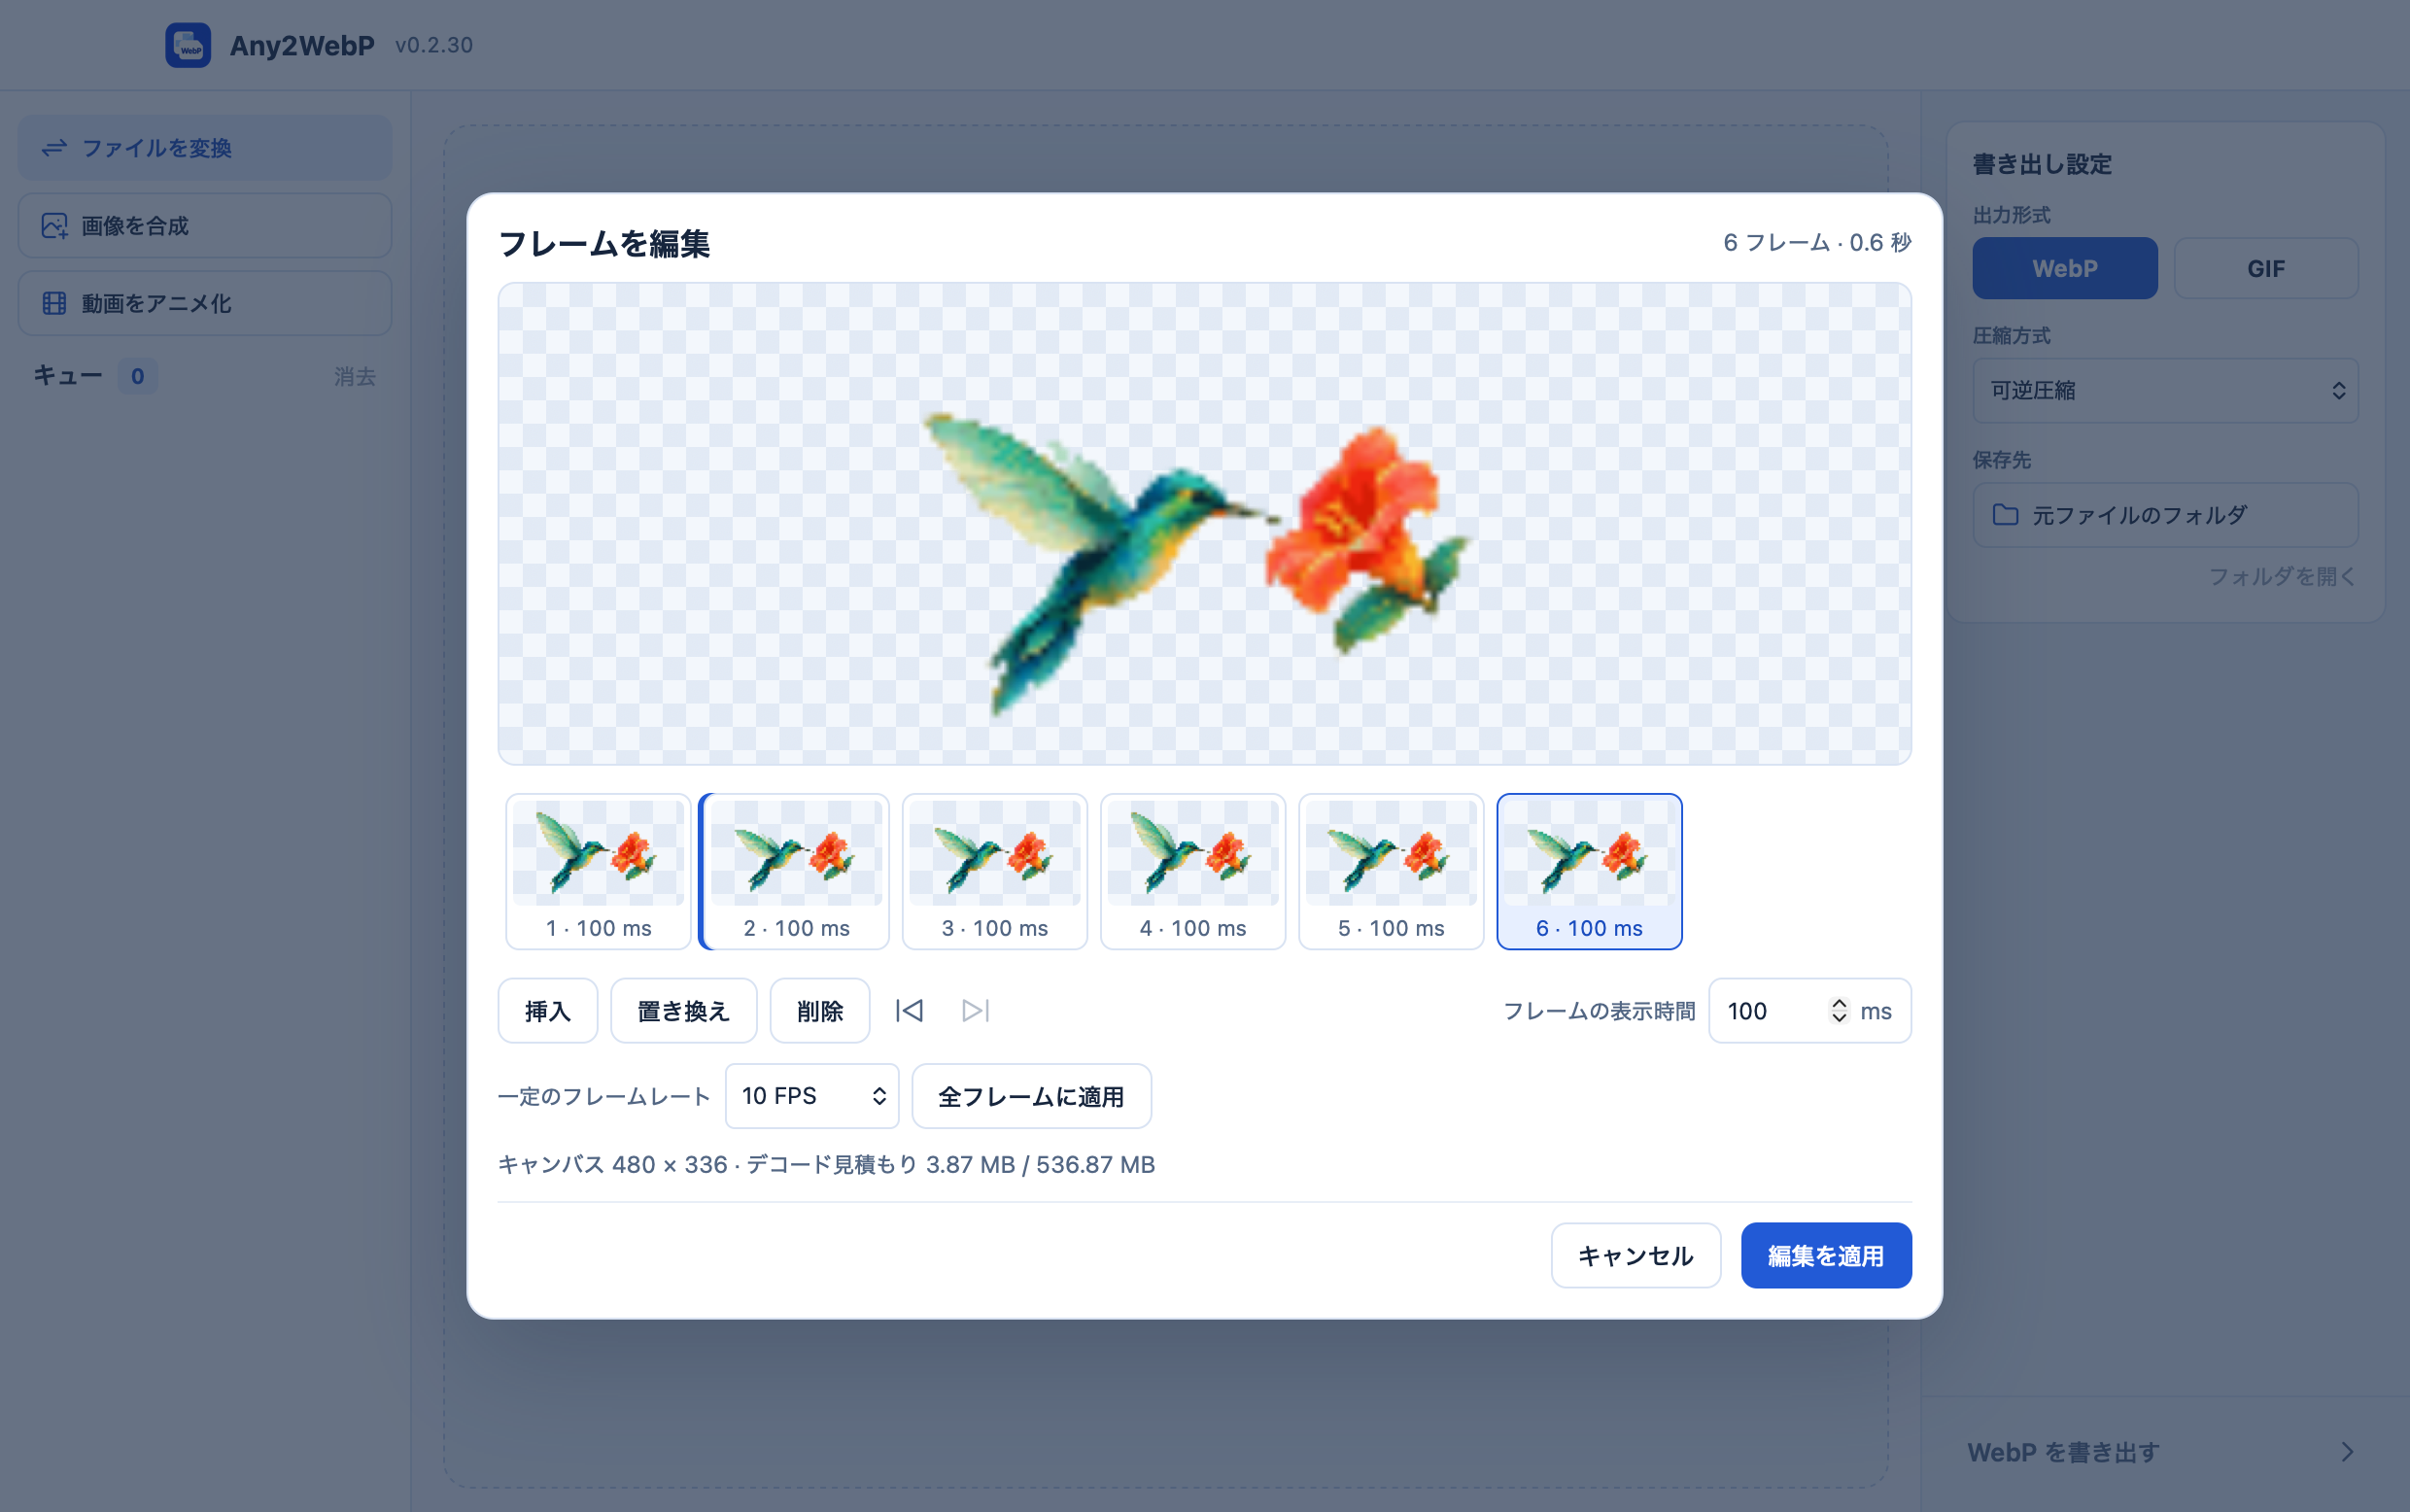 Any2WebP v0.2.30
ファイルを変換
画像を合成
動画をアニメ化
キュー 0 消去
フレームを編集
6 フレーム · 0.6 秒
1 · 100 ms
2 · 100 ms
3 · 100 ms
4 · 100 ms
5 · 100 ms
6 · 100 ms
挿入 置き換え 削除
フレームの表示時間 100 ms
一定のフレームレート 10 FPS 全フレームに適用
キャンバス 480 × 336 · デコード見積もり 3.87 MB / 536.87 MB
キャンセル 編集を適用
書き出し設定
出力形式
WebP GIF
圧縮方式
可逆圧縮
保存先
元ファイルのフォルダ
フォルダを開く
WebP を書き出す